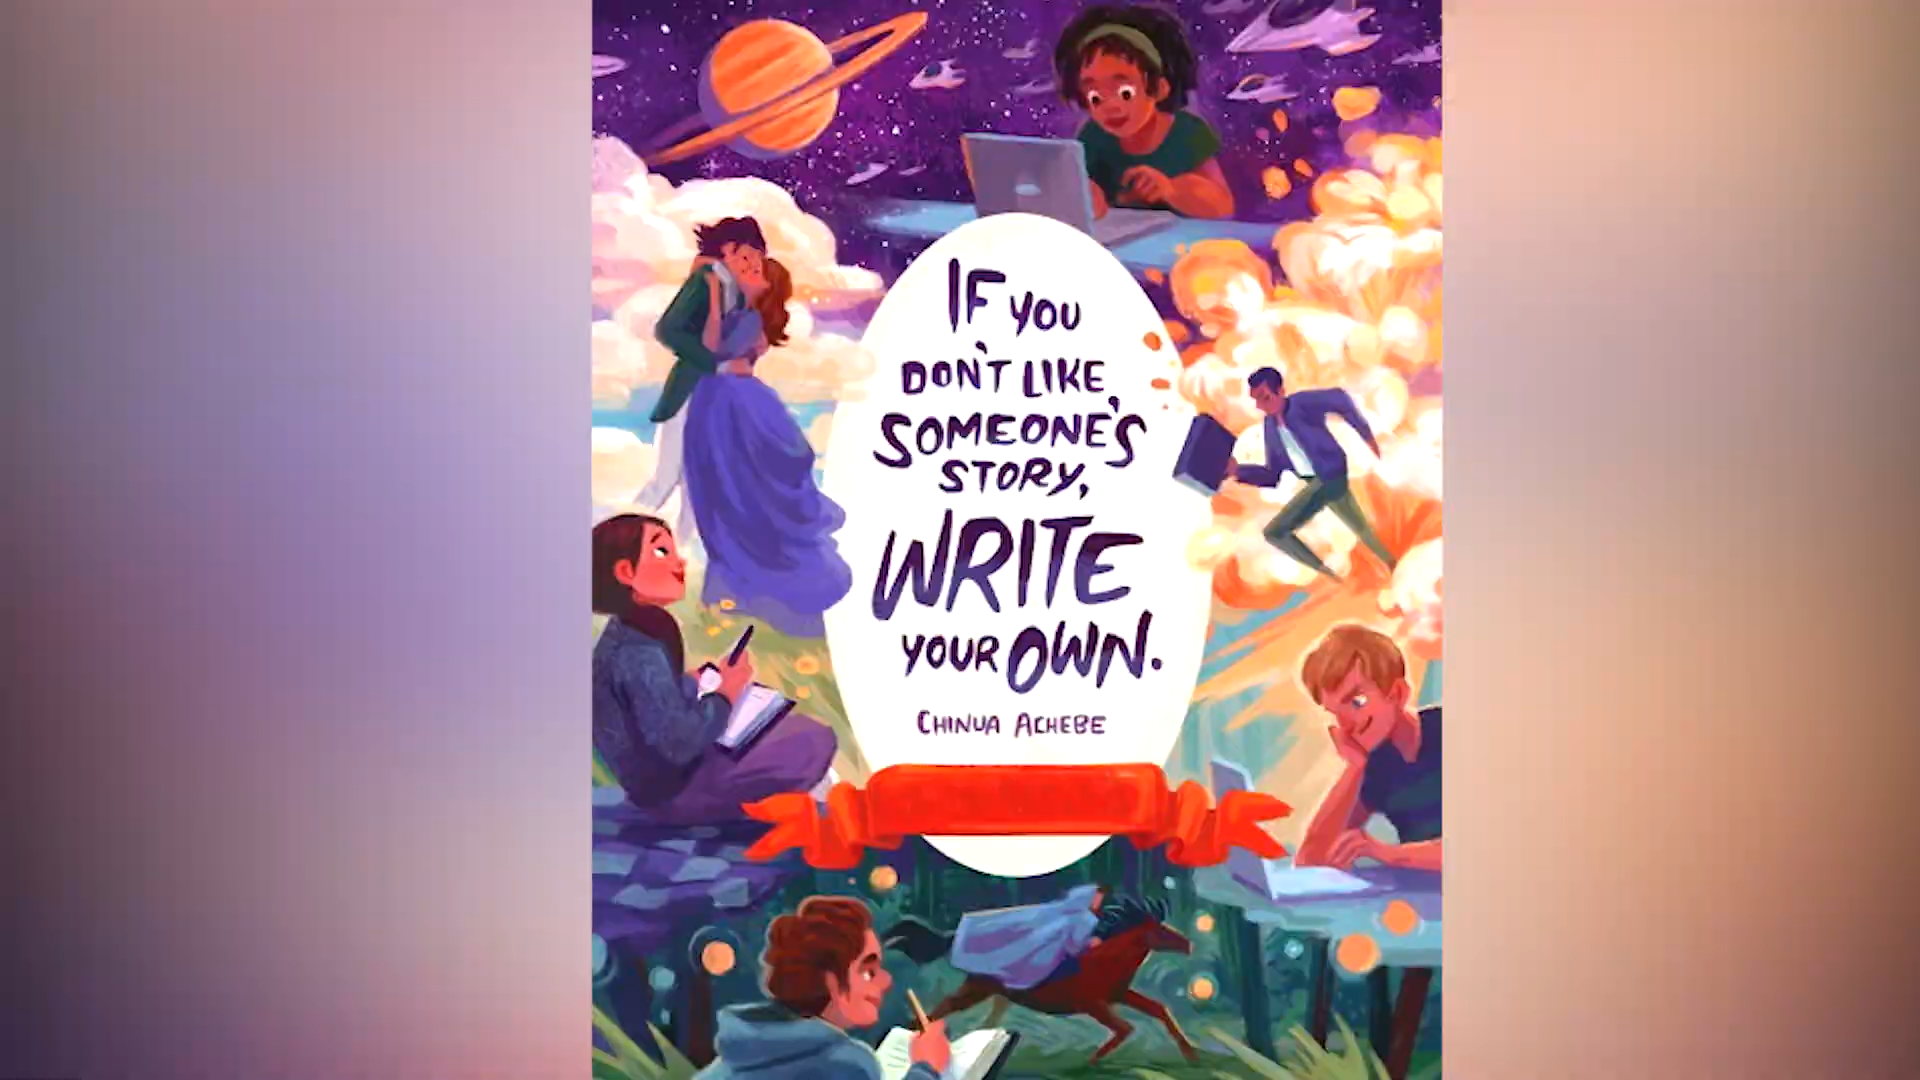 IF YOU
DON'T LIKE
SOMEONE'S
STORY,
WRITE
YOUR OWN.
CHINUA ACHEBE